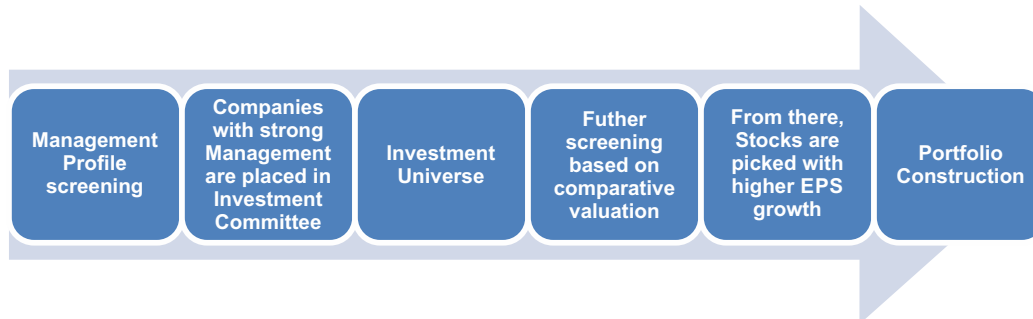 Management
Profile
screening
Companies
with strong
Management
are placed in
Investment
Committee
Investment
Universe
Futher
screening
based on
comparative
valuation
From there,
Stocks are
picked with
higher EPS
growth
Portfolio
Construction